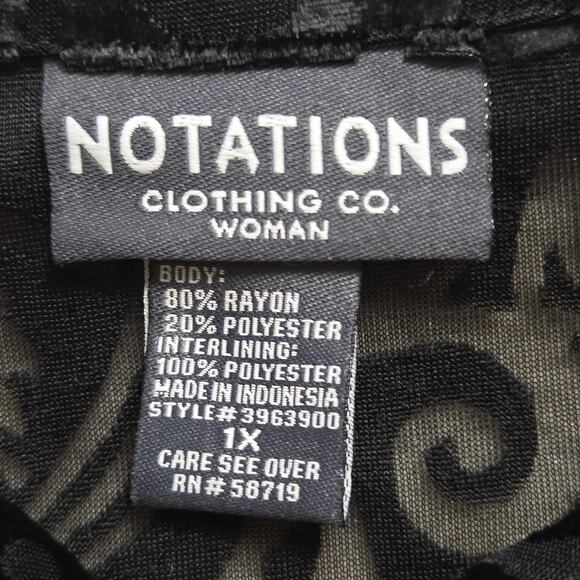 NOTATIONS
CLOTHING CO.
WOMAN
BODY:
80% RAYON
20% POLYESTER
INTERLINING:
100% POLYESTER
MADE IN INDONESIA
STYLE# 3963900
1X
CARE SEE OVER
RN# 58719